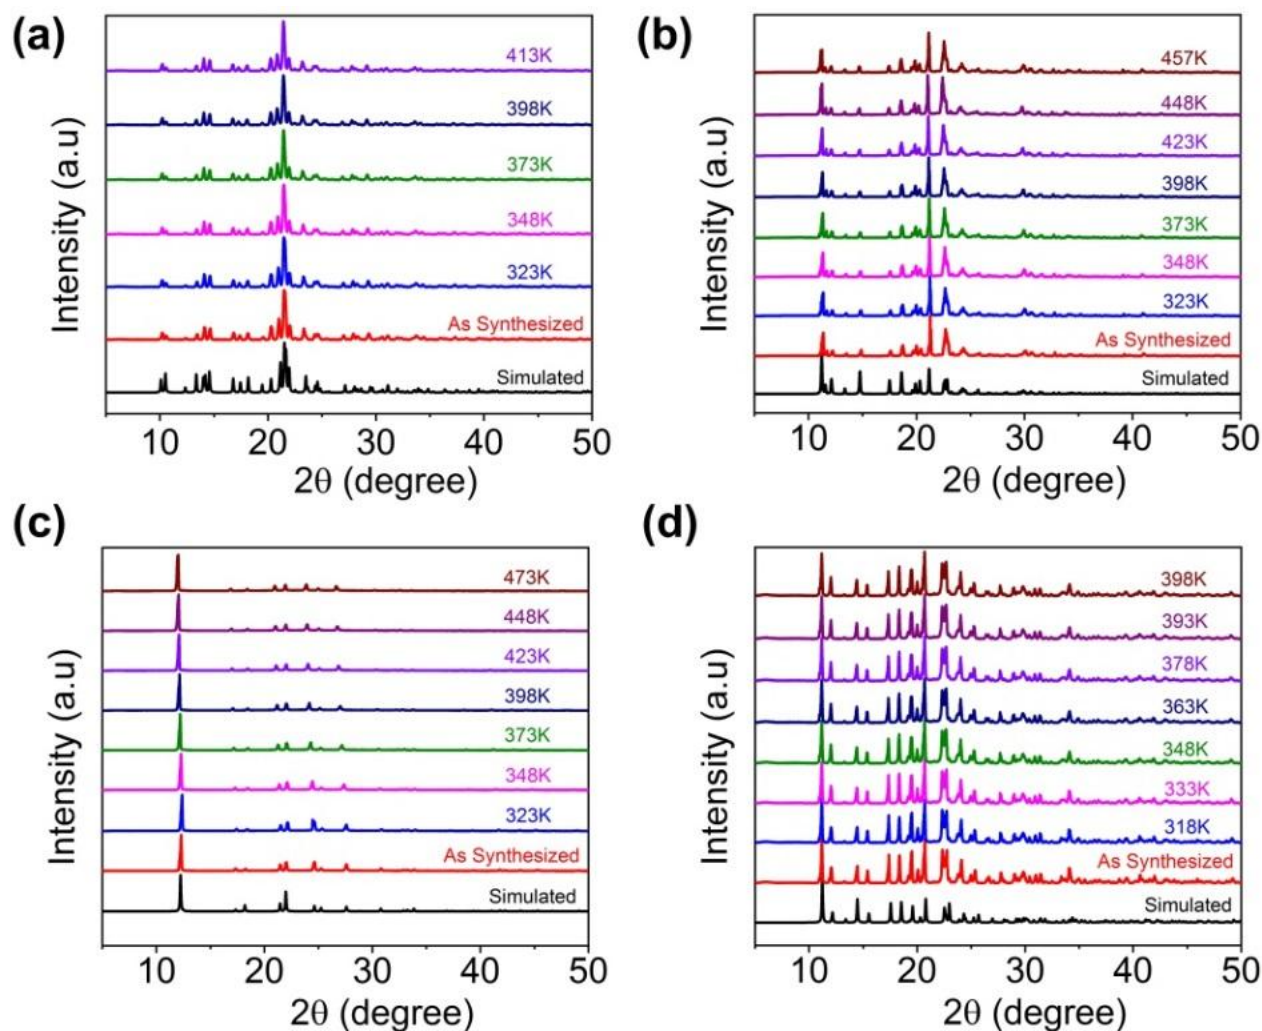 (a)
413K
398K
373K
348K
323K
As Synthesized
Simulated
Intensity (a.u)
10 20 30 40 50
2θ (degree)
(b)
457K
448K
423K
398K
373K
348K
323K
As Synthesized
Simulated
Intensity (a.u)
10 20 30 40 50
2θ (degree)
(c)
473K
448K
423K
398K
373K
348K
323K
As Synthesized
Simulated
Intensity (a.u)
10 20 30 40 50
2θ (degree)
(d)
398K
393K
378K
363K
348K
333K
318K
As Synthesized
Simulated
Intensity (a.u)
10 20 30 40 50
2θ (degree)